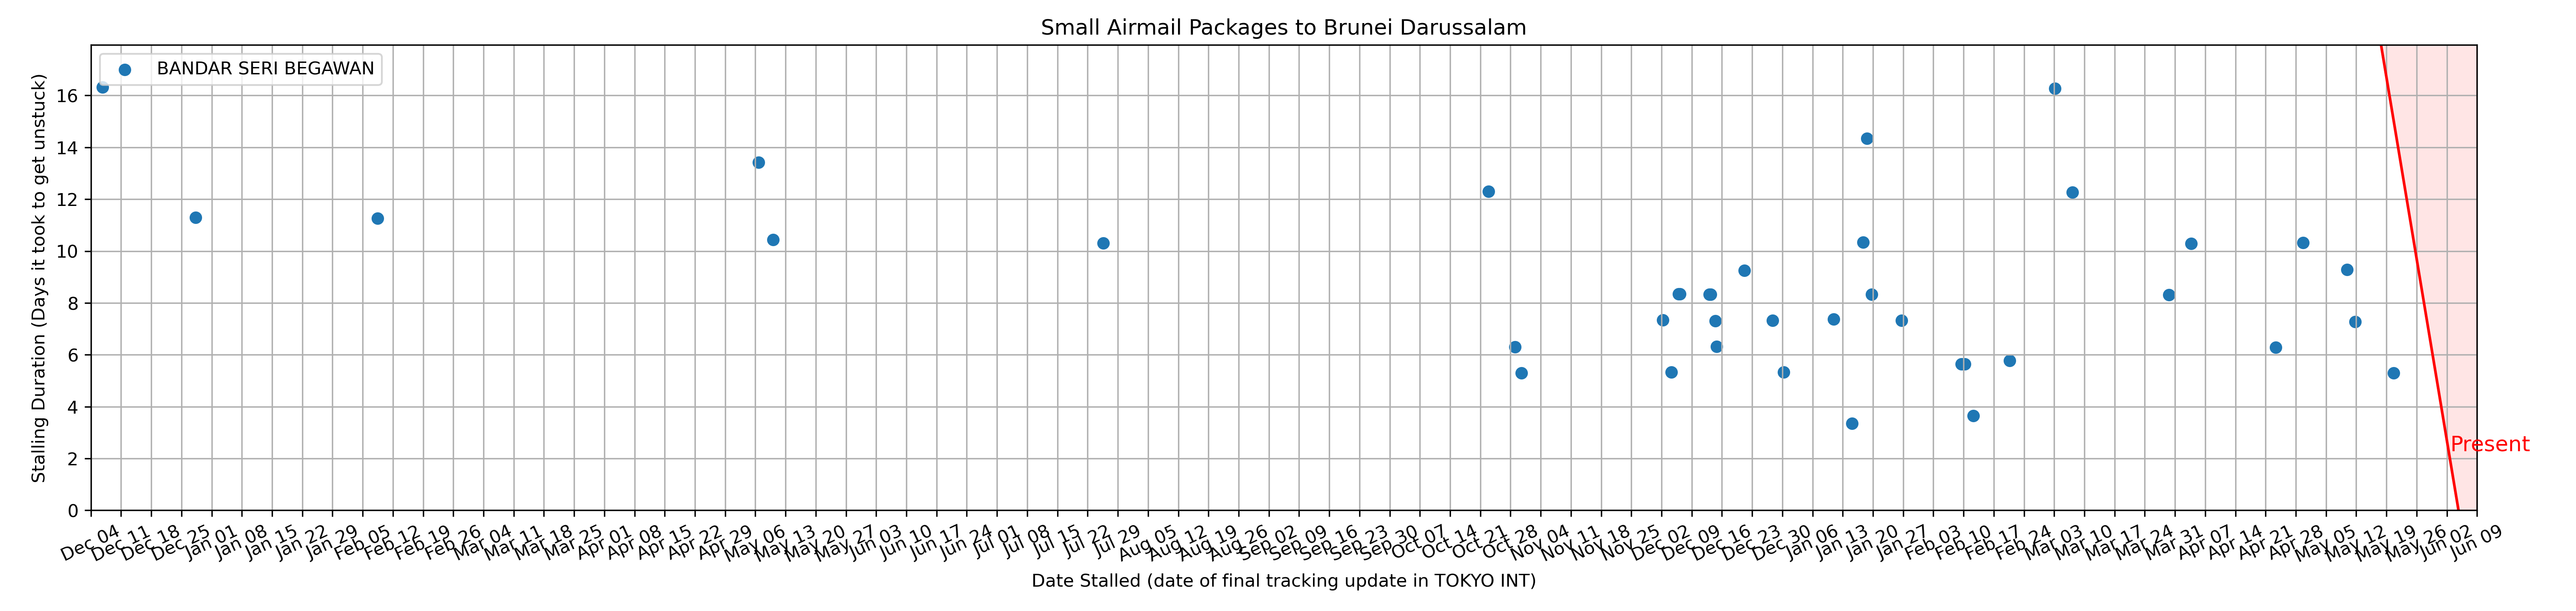 Small Airmail Packages to Brunei Darussalam
BANDAR SERI BEGAWAN
Stalling Duration (Days it took to get unstuck)
16
14
12
10
8
6
4
2
0
Present
Dec 04
Dec 11
Dec 18
Dec 25
Jan 01
Jan 08
Jan 15
Jan 22
Jan 29
Feb 05
Feb 12
Feb 19
Feb 26
Mar 04
Mar 11
Mar 18
Mar 25
Apr 01
Apr 08
Apr 15
Apr 22
Apr 29
May 06
May 13
May 20
May 27
Jun 03
Jun 10
Jun 17
Jun 24
Jul 01
Jul 08
Jul 15
Jul 22
Jul 29
Aug 05
Aug 12
Aug 19
Aug 26
Sep 02
Sep 09
Sep 16
Sep 23
Sep 30
Oct 07
Oct 14
Oct 21
Oct 28
Nov 04
Nov 11
Nov 18
Nov 25
Dec 02
Dec 09
Dec 16
Dec 23
Dec 30
Jan 06
Jan 13
Jan 20
Jan 27
Feb 03
Feb 10
Feb 17
Feb 24
Mar 03
Mar 10
Mar 17
Mar 24
Mar 31
Apr 07
Apr 14
Apr 21
Apr 28
May 05
May 12
May 19
May 26
Jun 02
Jun 09
Date Stalled (date of final tracking update in TOKYO INT)